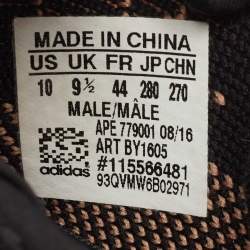 MADE IN CHINA
US UK FR JP CHN
10 9½ 44 280 270
MALE/MÂLE
APE 779001 08/16
ART BY1605
#115566481
93QVMW6B02971
adidas